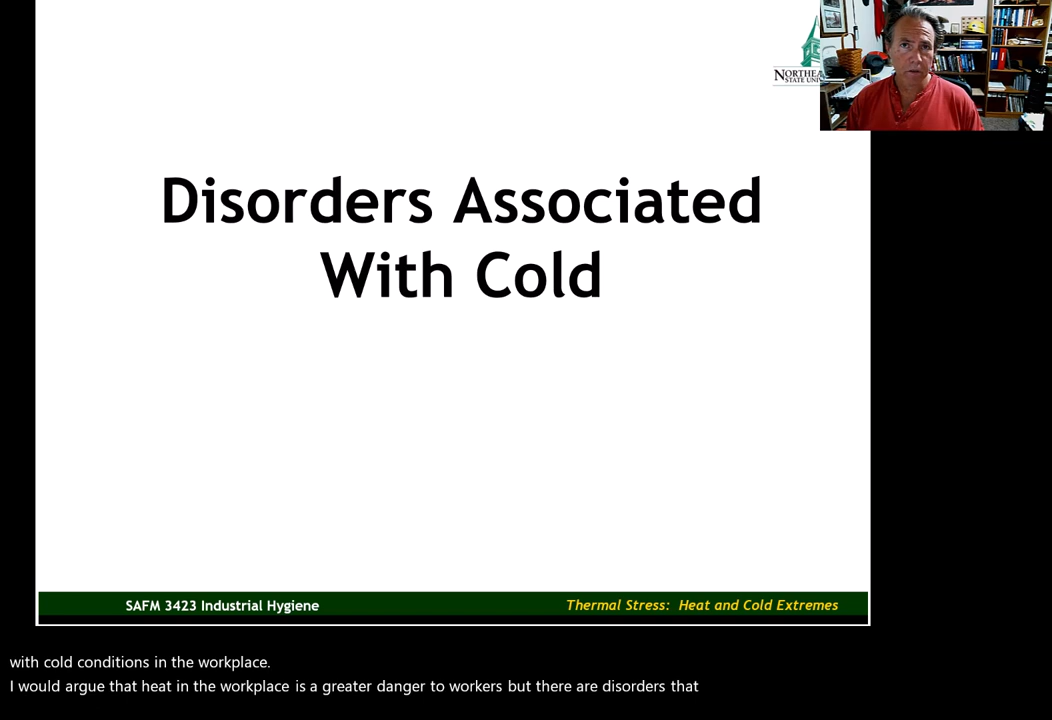 Disorders Associated
With Cold
SAFM 3423 Industrial Hygiene
Thermal Stress: Heat and Cold Extremes
with cold conditions in the workplace.
I would argue that heat in the workplace is a greater danger to workers but there are disorders that